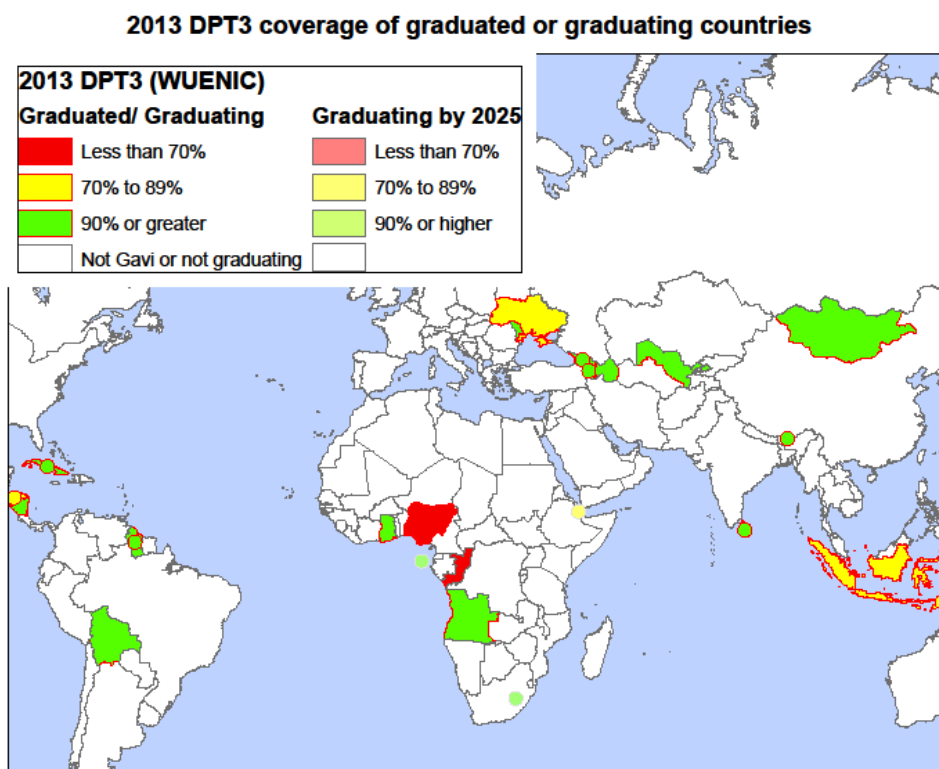 2013 DPT3 coverage of graduated or graduating countries
2013 DPT3 (WUENIC)
Graduated/ Graduating Graduating by 2025
Less than 70% Less than 70%
70% to 89% 70% to 89%
90% or greater 90% or higher
Not Gavi or not graduating